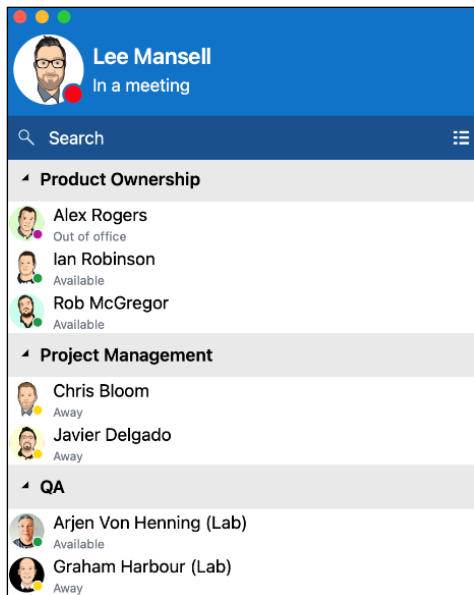 Lee Mansell
In a meeting
Search
Product Ownership
Alex Rogers
Out of office
Ian Robinson
Available
Rob McGregor
Available
Project Management
Chris Bloom
Away
Javier Delgado
Away
QA
Arjen Von Henning (Lab)
Available
Graham Harbour (Lab)
Away